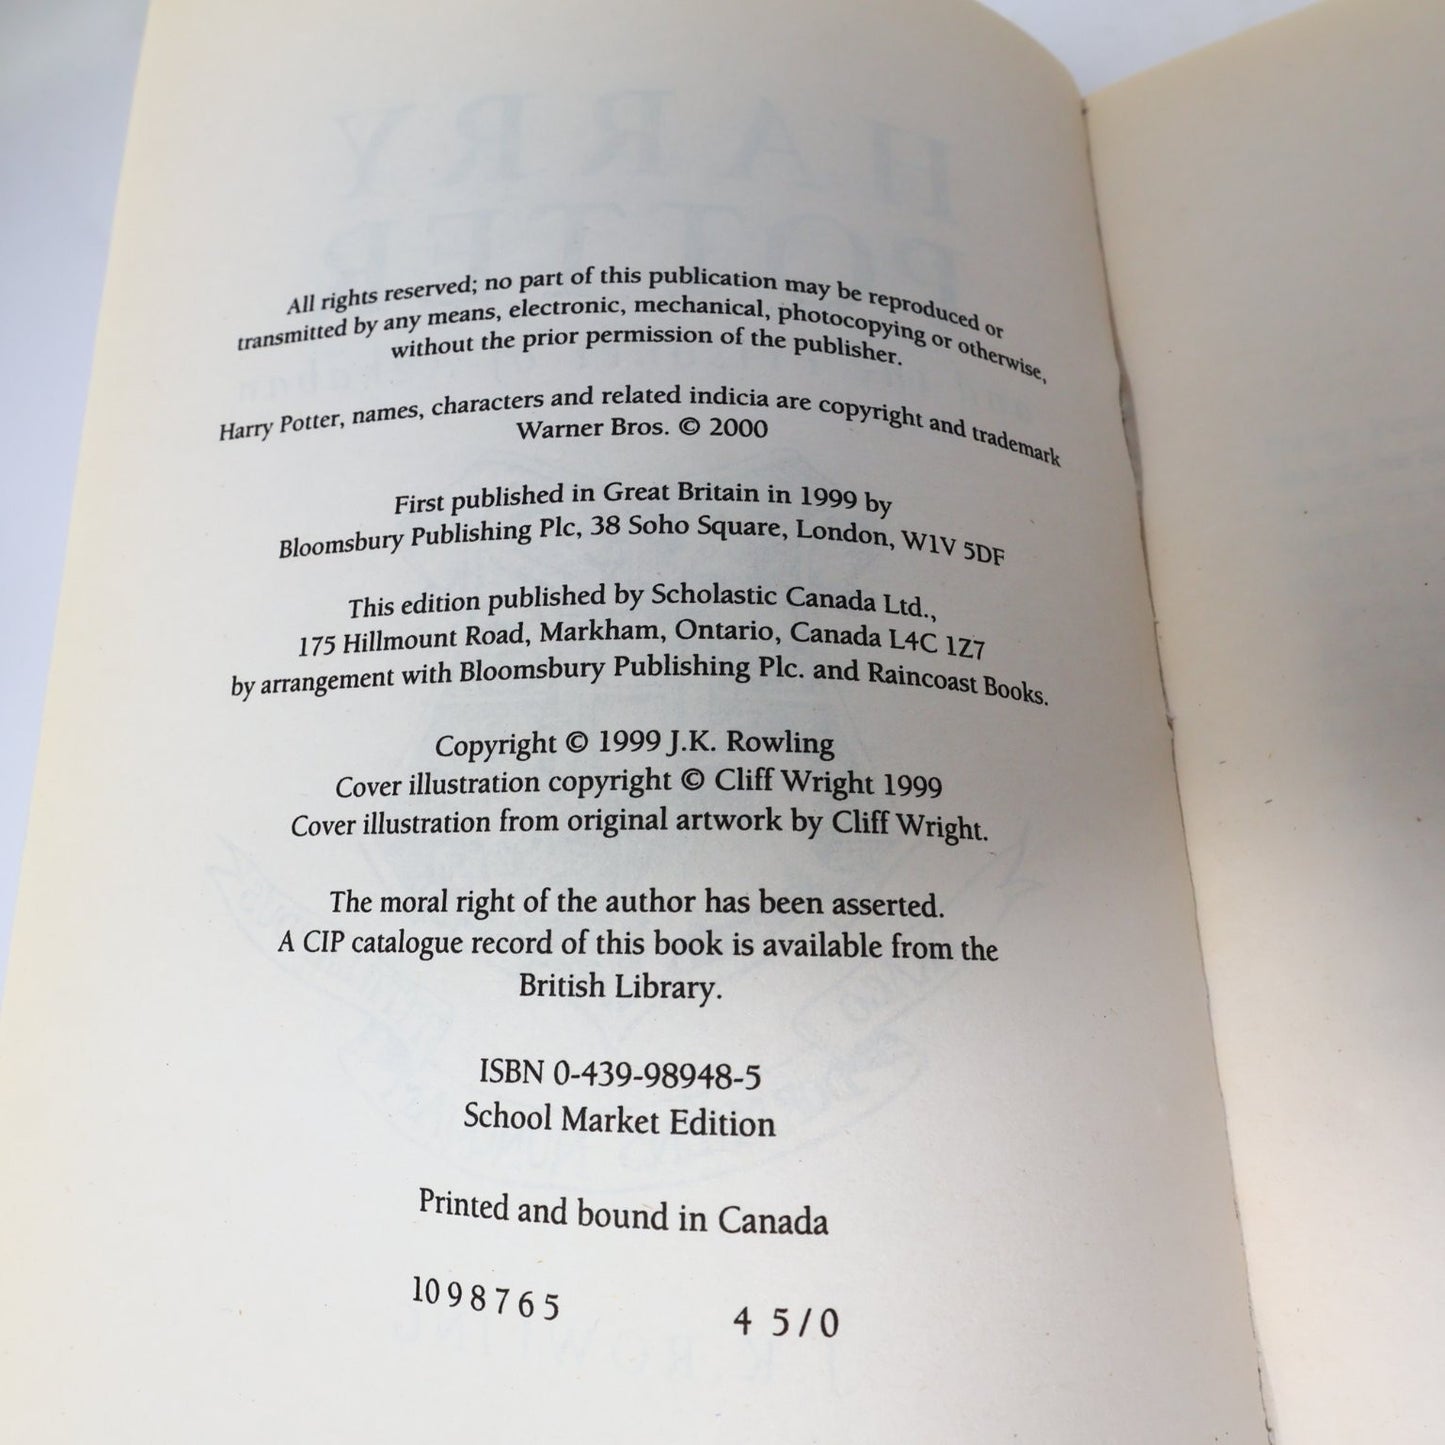 All rights reserved; no part of this publication may be reproduced or
transmitted by any means, electronic, mechanical, photocopying or otherwise,
without the prior permission of the publisher.
Harry Potter, names, characters and related indicia are copyright and trademark
Warner Bros. © 2000
First published in Great Britain in 1999 by
Bloomsbury Publishing Plc, 38 Soho Square, London, W1V 5DF
This edition published by Scholastic Canada Ltd.,
175 Hillmount Road, Markham, Ontario, Canada L4C 1Z7
by arrangement with Bloomsbury Publishing Plc. and Raincoast Books.
Copyright © 1999 J.K. Rowling
Cover illustration copyright © Cliff Wright 1999
Cover illustration from original artwork by Cliff Wright.
The moral right of the author has been asserted.
A CIP catalogue record of this book is available from the
British Library.
ISBN 0-439-98948-5
School Market Edition
Printed and bound in Canada
10 9 8 7 6 5 4 5/0